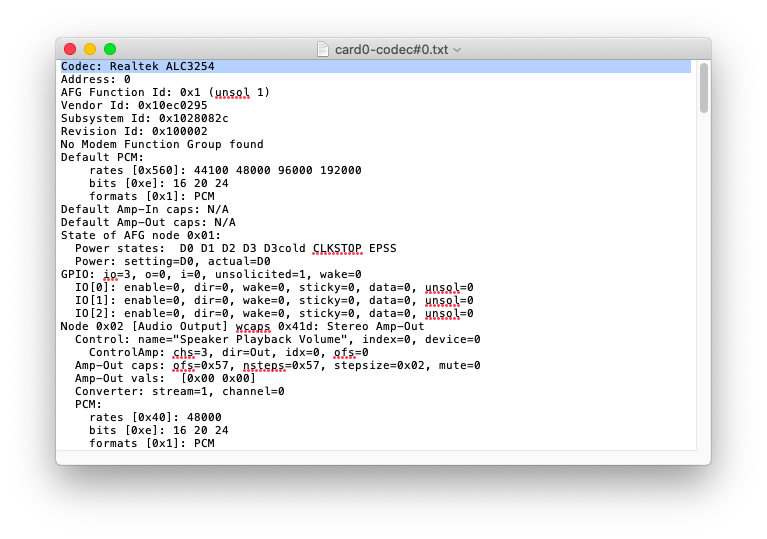 card0-codec#0.txt
Codec: Realtek ALC3254
Address: 0
AFG Function Id: 0x1 (unsol 1)
Vendor Id: 0x10ec0295
Subsystem Id: 0x1028082c
Revision Id: 0x100002
No Modem Function Group found
Default PCM:
    rates [0x560]: 44100 48000 96000 192000
    bits [0xe]: 16 20 24
    formats [0x1]: PCM
Default Amp-In caps: N/A
Default Amp-Out caps: N/A
State of AFG node 0x01:
  Power states:  D0 D1 D2 D3 D3cold CLKSTOP EPSS
  Power: setting=D0, actual=D0
GPIO: io=3, o=0, i=0, unsolicited=1, wake=0
  IO[0]: enable=0, dir=0, wake=0, sticky=0, data=0, unsol=0
  IO[1]: enable=0, dir=0, wake=0, sticky=0, data=0, unsol=0
  IO[2]: enable=0, dir=0, wake=0, sticky=0, data=0, unsol=0
Node 0x02 [Audio Output] wcaps 0x41d: Stereo Amp-Out
  Control: name="Speaker Playback Volume", index=0, device=0
    ControlAmp: chs=3, dir=Out, idx=0, ofs=0
  Amp-Out caps: ofs=0x57, nsteps=0x57, stepsize=0x02, mute=0
  Amp-Out vals:  [0x00 0x00]
  Converter: stream=1, channel=0
  PCM:
    rates [0x40]: 48000
    bits [0xe]: 16 20 24
    formats [0x1]: PCM